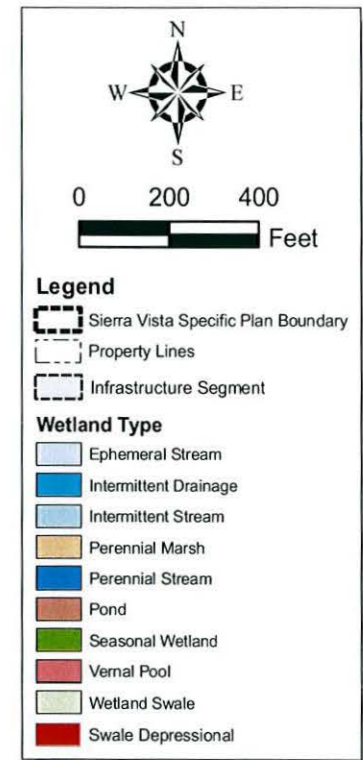 N
W E
S
0 200 400
Feet
Legend
Sierra Vista Specific Plan Boundary
Property Lines
Infrastructure Segment
Wetland Type
Ephemeral Stream
Intermittent Drainage
Intermittent Stream
Perennial Marsh
Perennial Stream
Pond
Seasonal Wetland
Vernal Pool
Wetland Swale
Swale Depressional